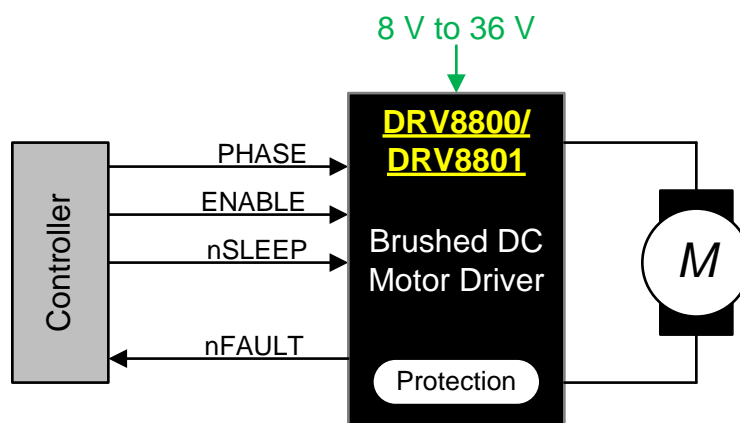 8 V to 36 V
DRV8800/
DRV8801
PHASE
ENABLE
nSLEEP
nFAULT
Controller
Brushed DC
Motor Driver
Protection
M